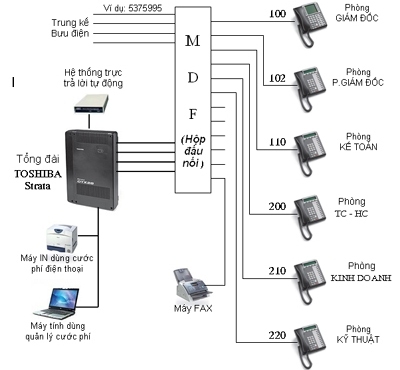 Ví dụ: 5375995
Trung kế
Bưu điện
Hệ thống trực
trả lời tự động
Tổng đài
TOSHIBA
Strata
Máy IN dùng cước
phí điện thoại
Máy tính dùng
quản lý cước phí
M
D
F
(Hộp
đấu
nối)
Máy FAX
100
Phòng
GIÁM ĐỐC
102
Phòng
P.GIÁM ĐỐC
110
Phòng
KẾ TOÁN
200
Phòng
TC - HC
210
Phòng
KINH DOANH
220
Phòng
KỸ THUẬT